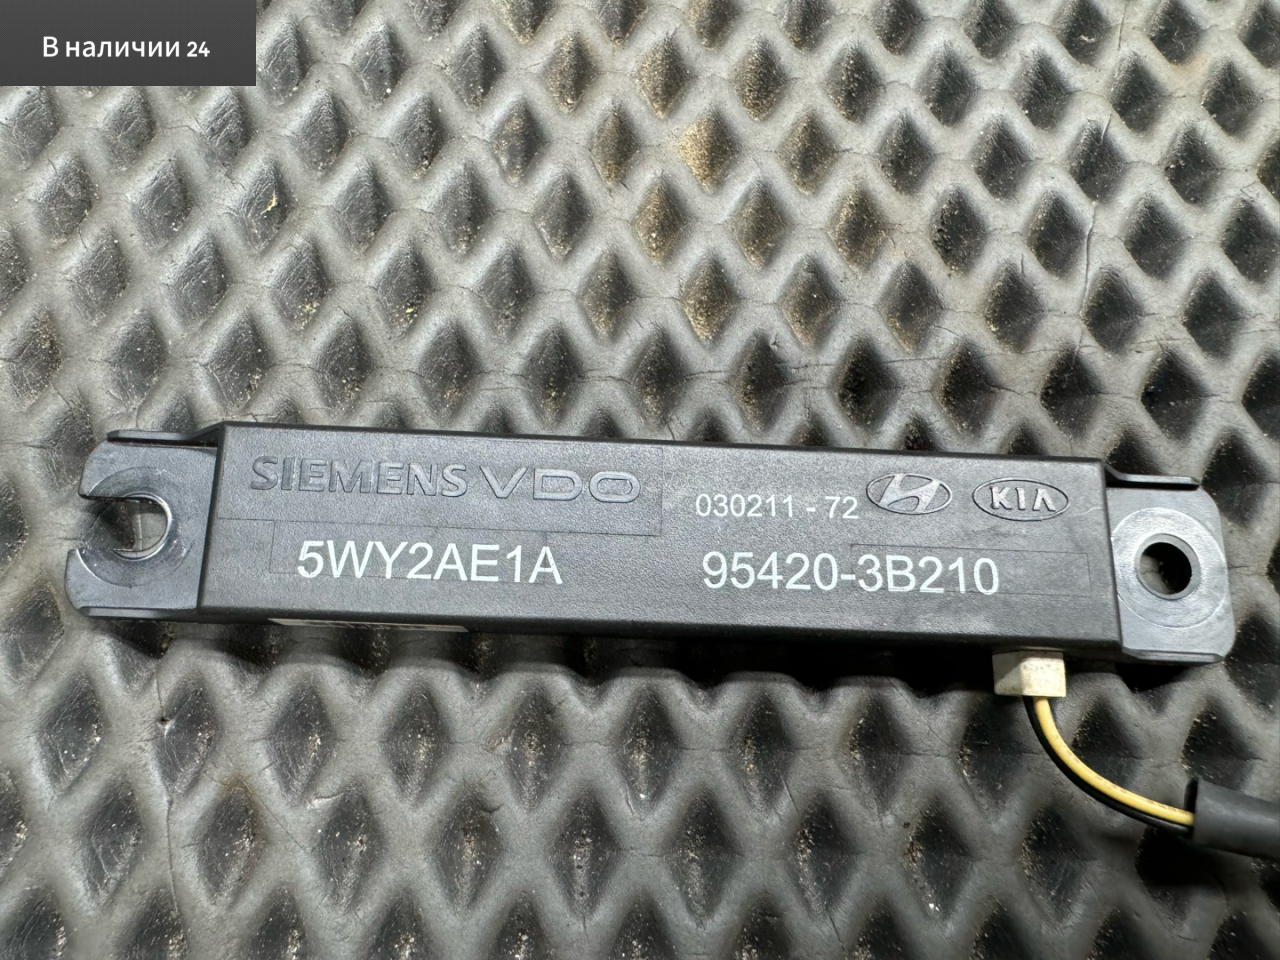 В наличии 24
SIEMENS VDO
030211 - 72
KIA
5WY2AE1A
95420-3B210